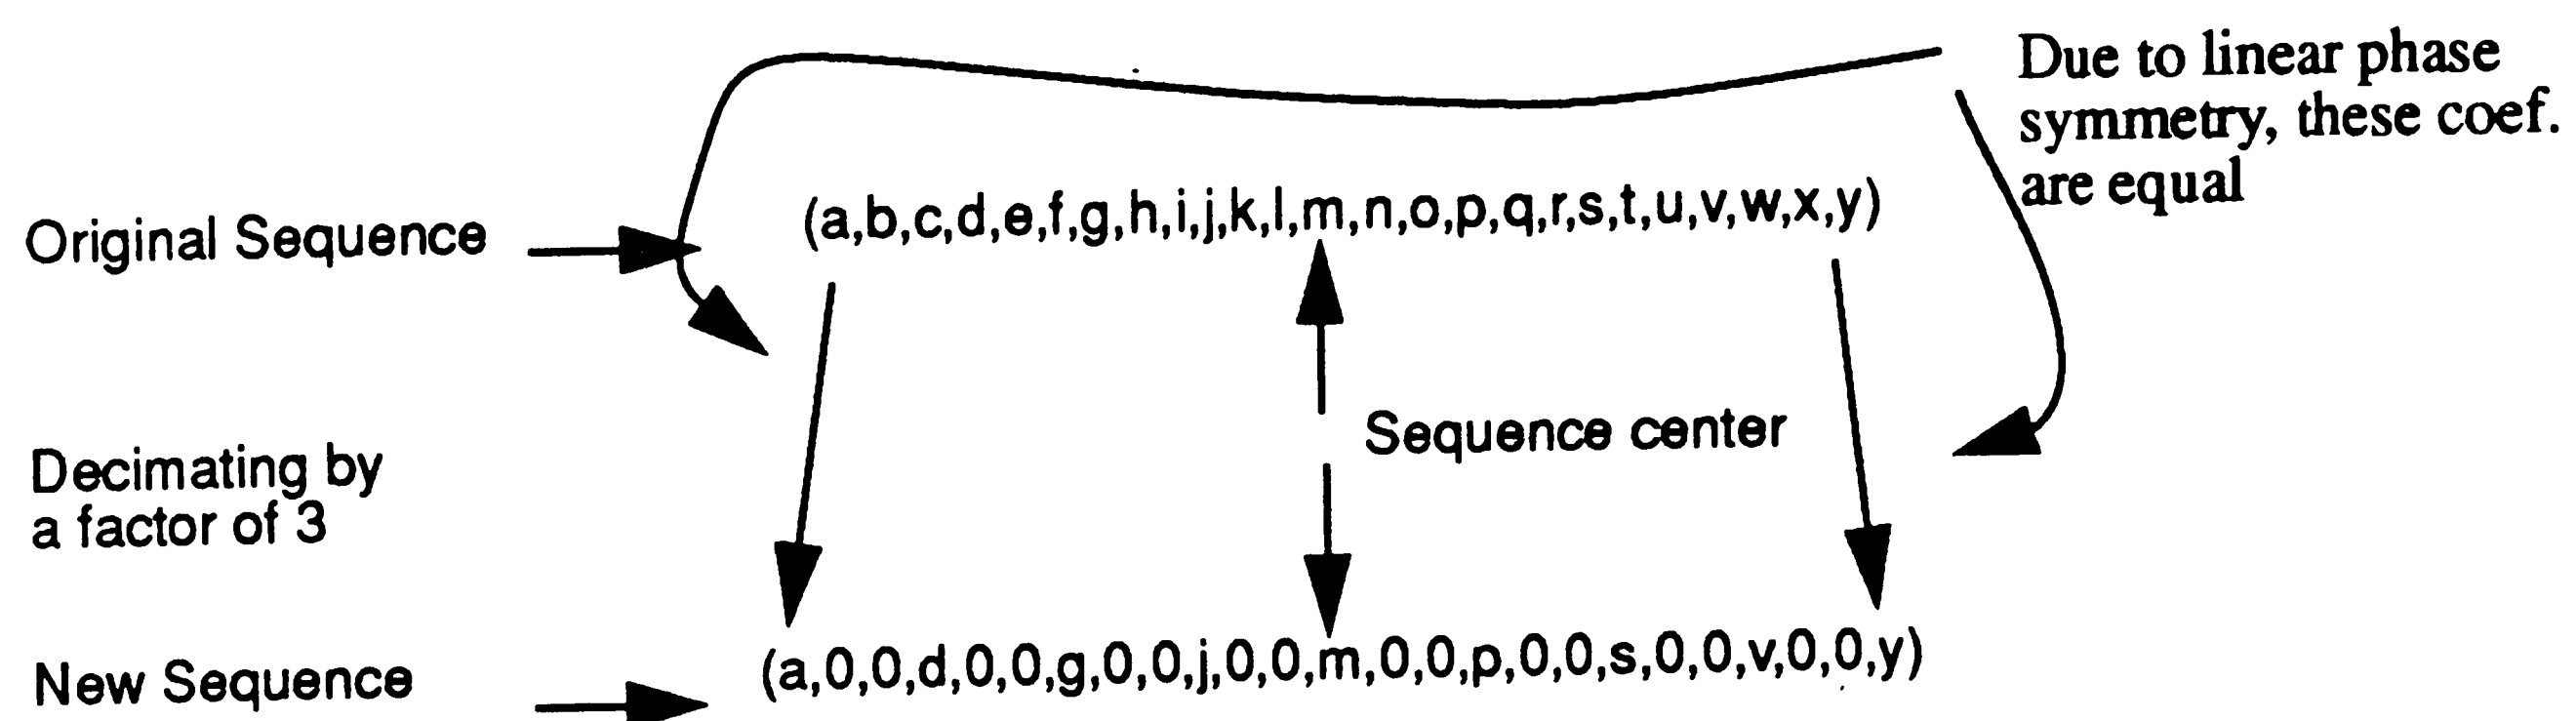 Due to linear phase
symmetry, these coef.
are equal
Original Sequence
(a,b,c,d,e,f,g,h,i,j,k,l,m,n,o,p,q,r,s,t,u,v,w,x,y)
Sequence center
Decimating by
a factor of 3
New Sequence
(a,0,0,d,0,0,g,0,0,j,0,0,m,0,0,p,0,0,s,0,0,v,0,0,y)